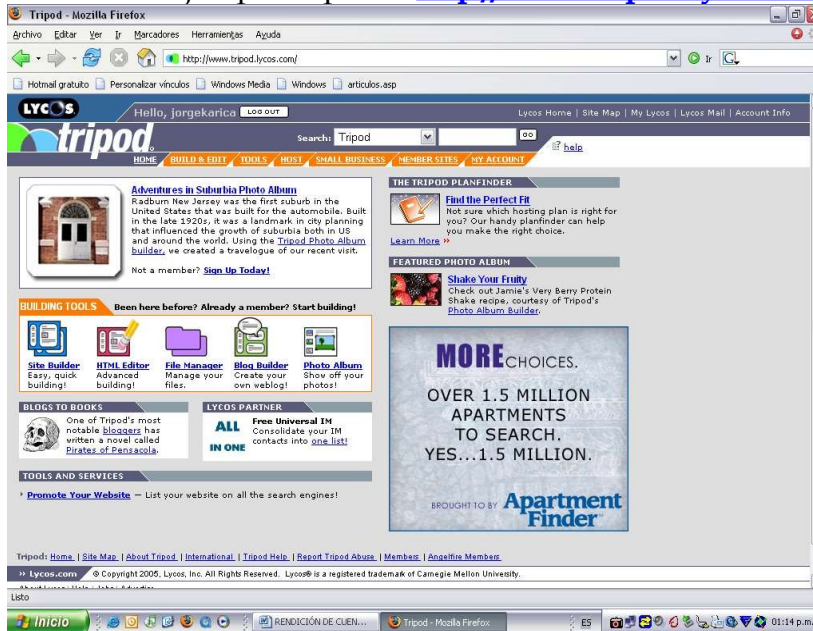 Tripod - Mozilla Firefox
Archivo Editar Ver Ir Marcadores Herramientas Ayuda
http://www.tripod.lycos.com/ Ir G
Hotmail gratuito Personalizar vínculos Windows Media Windows articulos.asp
LYCOS Hello, jorgekarica LOG OUT Lycos Home | Site Map | My Lycos | Lycos Mail | Account Info
tripod. Search: Tripod GO help
HOME BUILD & EDIT TOOLS HOST SMALL BUSINESS MEMBER SITES MY ACCOUNT
Adventures in Suburbia Photo Album
Radburn New Jersey was the first suburb in the
United States that was built for the automobile. Built
in the late 1920s, it was a landmark in city planning
that influenced the growth of suburbia both in US
and around the world. Using the Tripod Photo Album
builder, we created a travelogue of our recent visit.
Not a member? Sign Up Today!
THE TRIPOD PLANFINDER
Find the Perfect Fit
Not sure which hosting plan is right for
you? Our handy planfinder can help
you make the right choice.
Learn More »
FEATURED PHOTO ALBUM
Shake Your Fruity
Check out Jamie's Very Berry Protein
Shake recipe, courtesy of Tripod's
Photo Album Builder.
BUILDING TOOLS Been here before? Already a member? Start building!
Site Builder
Easy, quick
building!
HTML Editor
Advanced
building!
File Manager
Manage your
files.
Blog Builder
Create your
own weblog!
Photo Album
Show off your
photos!
BLOGS TO BOOKS
One of Tripod's most
notable bloggers has
written a novel called
Pirates of Pensacola.
LYCOS PARTNER
ALL
IN ONE
Free Universal IM
Consolidate your IM
contacts into one list!
TOOLS AND SERVICES
Promote Your Website — List your website on all the search engines!
MORE CHOICES.
OVER 1.5 MILLION
APARTMENTS
TO SEARCH.
YES...1.5 MILLION.
BROUGHT TO BY Apartment
Finder
Tripod: Home | Site Map | About Tripod | International | Tripod Help | Report Tripod Abuse | Members | Angelfire Members
» Lycos.com © Copyright 2005, Lycos, Inc. All Rights Reserved. Lycos® is a registered trademark of Carnegie Mellon University.
Listo
Inicio RENDICIÓN DE CUEN... Tripod - Mozilla Firefox ES 01:14 p.m.